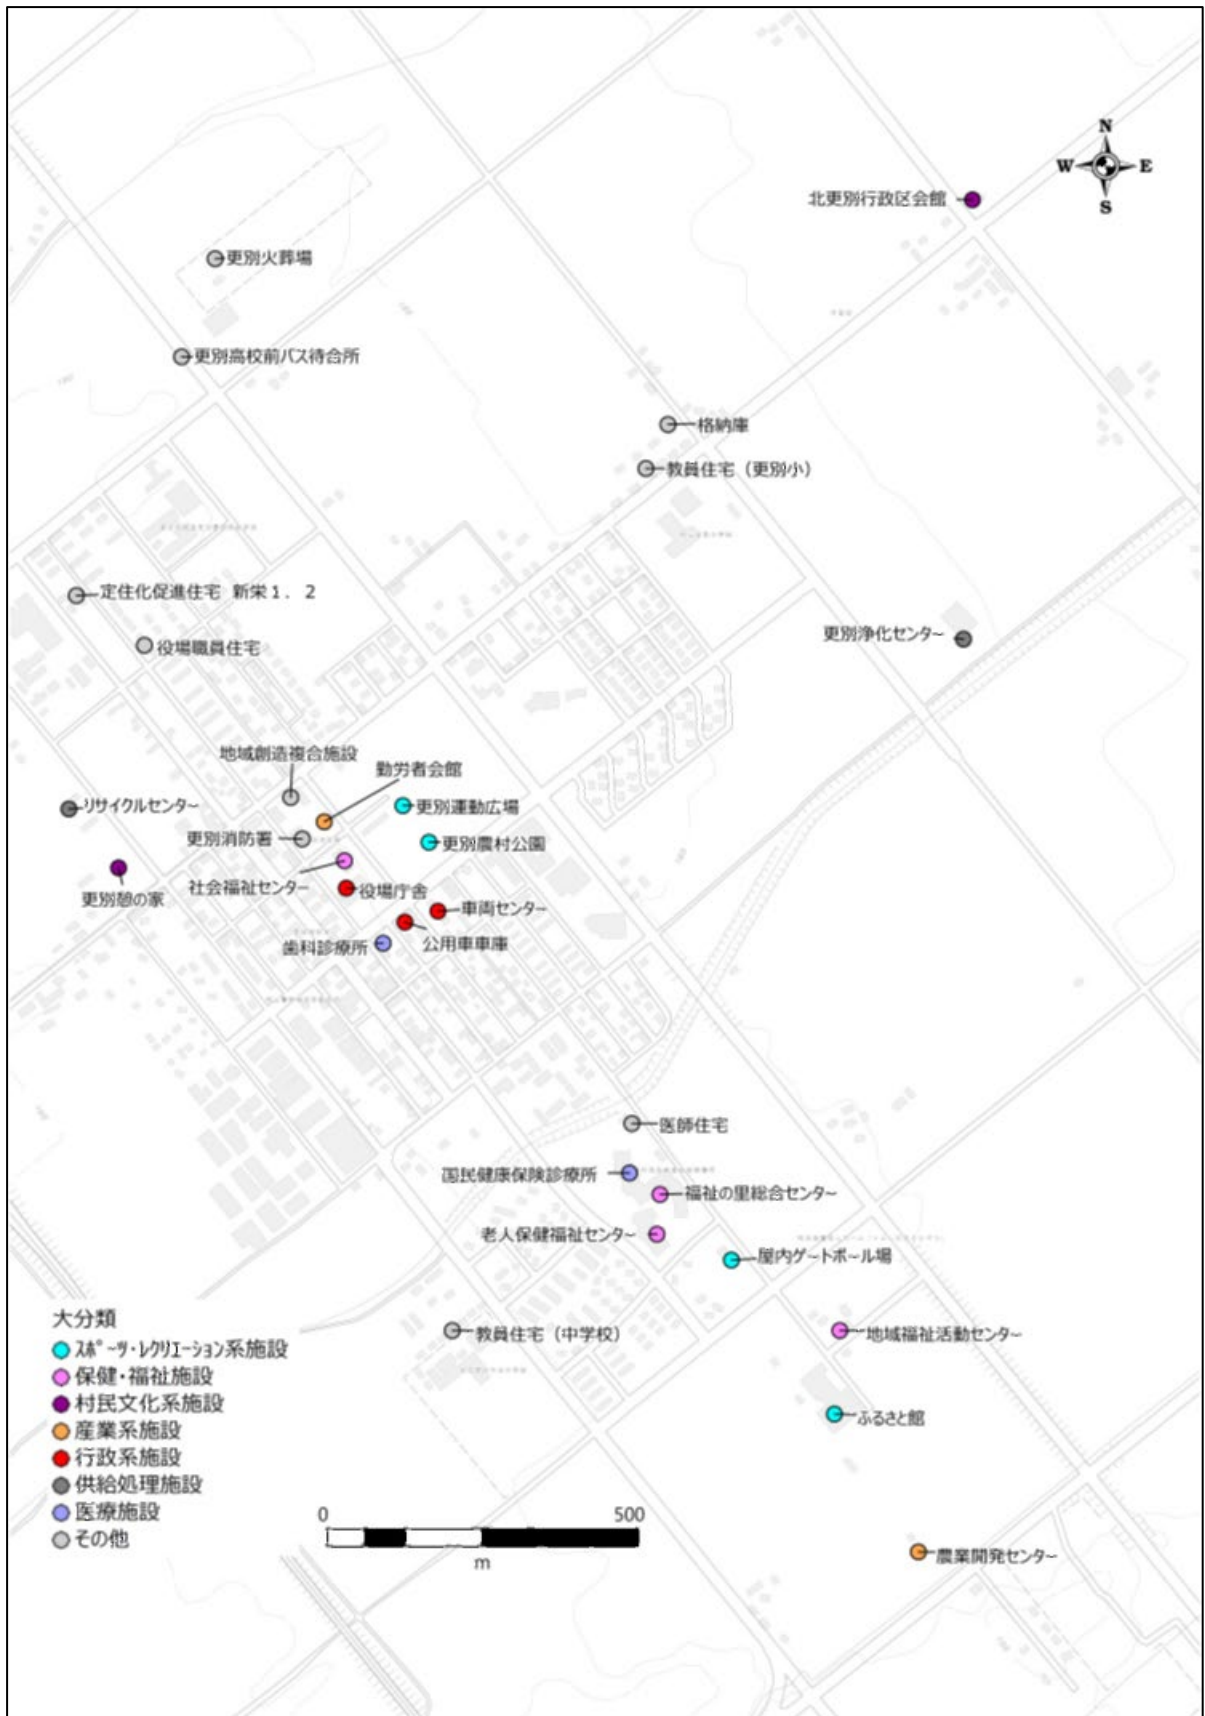 N
W E
S
北更別行政区会館
更別火葬場
更別高校前バス待合所
格納庫
教員住宅（更別小）
定住化促進住宅 新栄１．２
更別浄化センター
役場職員住宅
地域創造複合施設
勤労者会館
リサイクルセンター
更別運動広場
更別消防署
更別農村公園
社会福祉センター
役場庁舎
更別憩の家
車両センター
歯科診療所
公用車車庫
医師住宅
国民健康保険診療所
福祉の里総合センター
老人保健福祉センター
屋内ゲートボール場
教員住宅（中学校）
地域福祉活動センター
ふるさと館
農業開発センター
大分類
ｽﾎﾟｰﾂ・ﾚｸﾘｴｰｼｮﾝ系施設
保健・福祉施設
村民文化系施設
産業系施設
行政系施設
供給処理施設
医療施設
その他
0 500
m